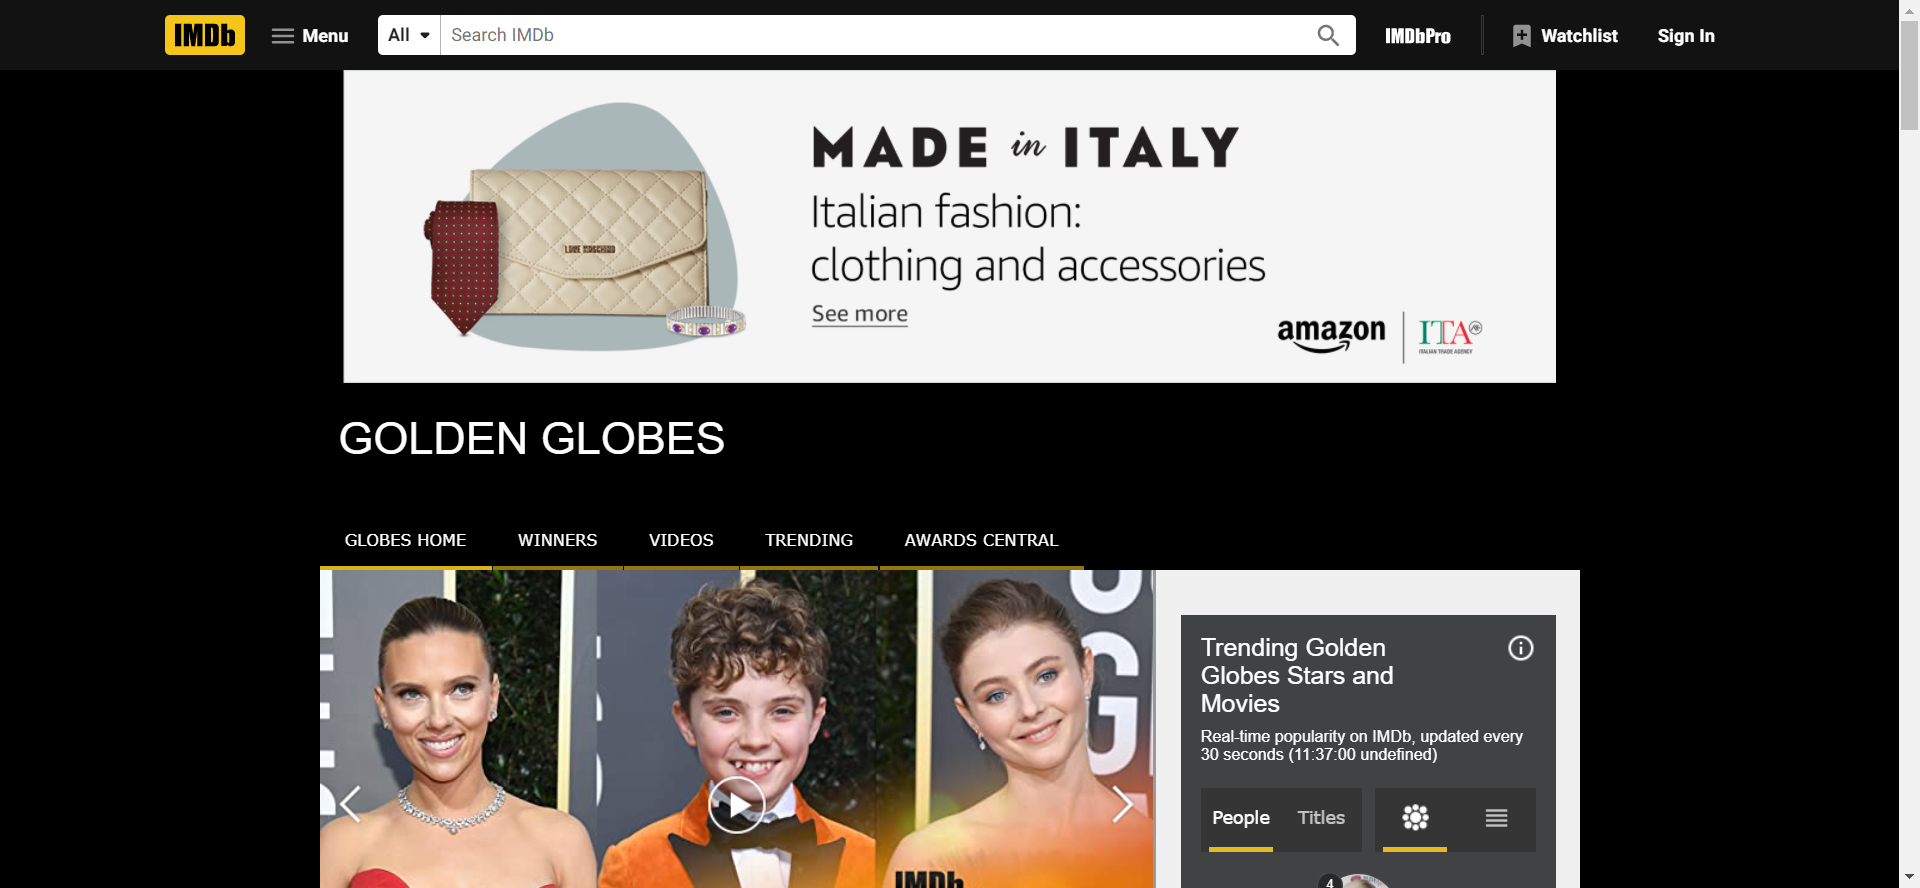 IMDb
Menu
All
Search IMDb
IMDbPro
Watchlist
Sign In
MADE in ITALY
Italian fashion:
clothing and accessories
See more
LOVE MOSCHINO
amazon
ITA
ITALIAN TRADE AGENCY
GOLDEN GLOBES
GLOBES HOME
WINNERS
VIDEOS
TRENDING
AWARDS CENTRAL
Trending Golden
Globes Stars and
Movies
Real-time popularity on IMDb, updated every
30 seconds (11:37:00 undefined)
People
Titles
4
IMDb